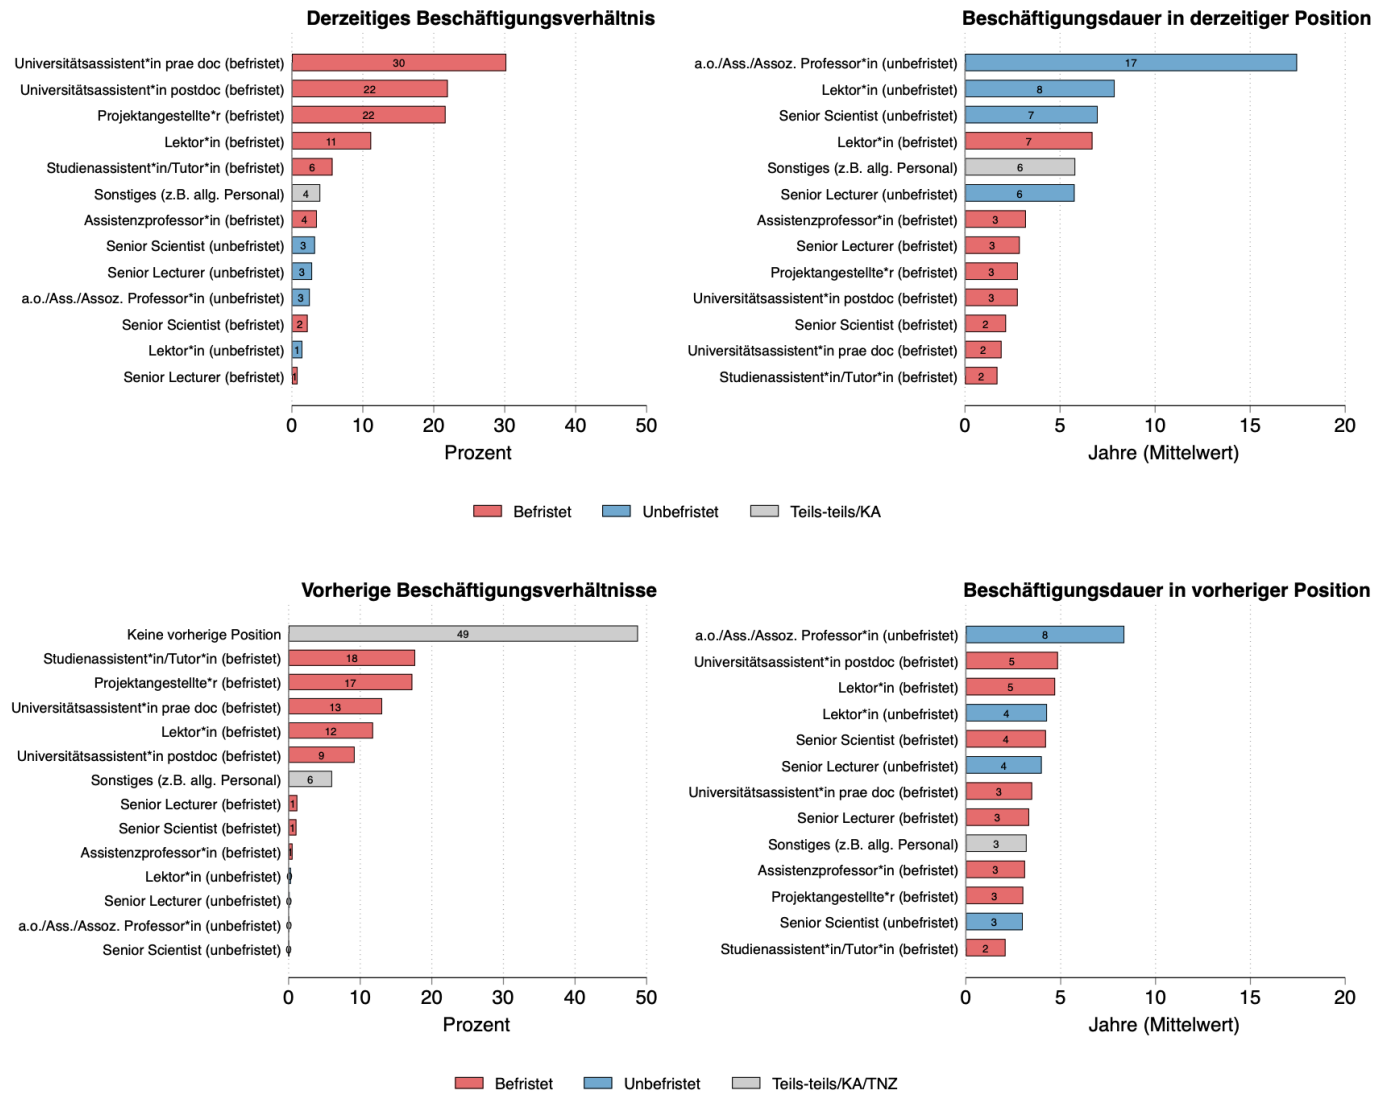 Derzeitiges Beschäftigungsverhältnis
Universitätsassistent*in prae doc (befristet) 30
Universitätsassistent*in postdoc (befristet) 22
Projektangestellte*r (befristet) 22
Lektor*in (befristet) 11
Studienassistent*in/Tutor*in (befristet) 6
Sonstiges (z.B. allg. Personal) 4
Assistenzprofessor*in (befristet) 4
Senior Scientist (unbefristet) 3
Senior Lecturer (unbefristet) 3
a.o./Ass./Assoz. Professor*in (unbefristet) 3
Senior Scientist (befristet) 2
Lektor*in (unbefristet) 1
Senior Lecturer (befristet) 1
0 10 20 30 40 50
Prozent
Beschäftigungsdauer in derzeitiger Position
a.o./Ass./Assoz. Professor*in (unbefristet) 17
Lektor*in (unbefristet) 8
Senior Scientist (unbefristet) 7
Lektor*in (befristet) 7
Sonstiges (z.B. allg. Personal) 6
Senior Lecturer (unbefristet) 6
Assistenzprofessor*in (befristet) 3
Senior Lecturer (befristet) 3
Projektangestellte*r (befristet) 3
Universitätsassistent*in postdoc (befristet) 3
Senior Scientist (befristet) 2
Universitätsassistent*in prae doc (befristet) 2
Studienassistent*in/Tutor*in (befristet) 2
0 5 10 15 20
Jahre (Mittelwert)
Befristet Unbefristet Teils-teils/KA
Vorherige Beschäftigungsverhältnisse
Keine vorherige Position 49
Studienassistent*in/Tutor*in (befristet) 18
Projektangestellte*r (befristet) 17
Universitätsassistent*in prae doc (befristet) 13
Lektor*in (befristet) 12
Universitätsassistent*in postdoc (befristet) 9
Sonstiges (z.B. allg. Personal) 6
Senior Lecturer (befristet) 1
Senior Scientist (befristet) 1
Assistenzprofessor*in (befristet) 1
Lektor*in (unbefristet) 0
Senior Lecturer (unbefristet) 0
a.o./Ass./Assoz. Professor*in (unbefristet) 0
Senior Scientist (unbefristet) 0
0 10 20 30 40 50
Prozent
Beschäftigungsdauer in vorheriger Position
a.o./Ass./Assoz. Professor*in (unbefristet) 8
Universitätsassistent*in postdoc (befristet) 5
Lektor*in (befristet) 5
Lektor*in (unbefristet) 4
Senior Scientist (befristet) 4
Senior Lecturer (unbefristet) 4
Universitätsassistent*in prae doc (befristet) 3
Senior Lecturer (befristet) 3
Sonstiges (z.B. allg. Personal) 3
Assistenzprofessor*in (befristet) 3
Projektangestellte*r (befristet) 3
Senior Scientist (unbefristet) 3
Studienassistent*in/Tutor*in (befristet) 2
0 5 10 15 20
Jahre (Mittelwert)
Befristet Unbefristet Teils-teils/KA/TNZ